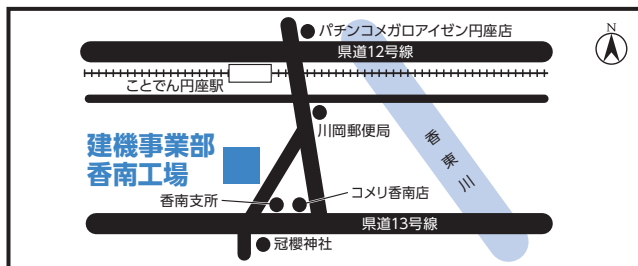 パチンコメガロアイゼン円座店
N
県道12号線
ことでん円座駅
川岡郵便局
香東川
建機事業部
香南工場
香南支所
コメリ香南店
県道13号線
冠櫻神社